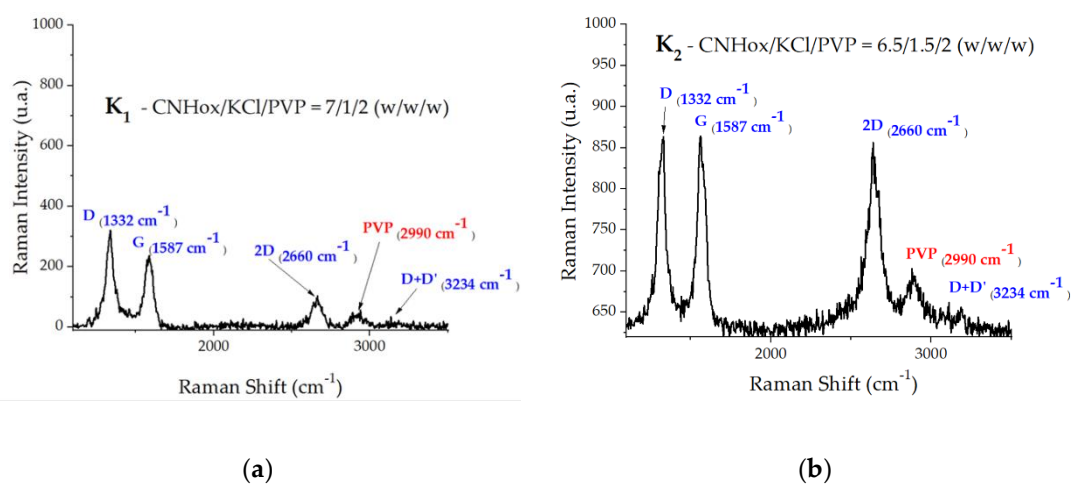 1000
800
600
400
200
0
Raman Intensity (u.a.)
K₁ - CNHox/KCl/PVP = 7/1/2 (w/w/w)
D (1332 cm⁻¹)
G (1587 cm⁻¹)
2D (2660 cm⁻¹)
PVP (2990 cm⁻¹)
D+D' (3234 cm⁻¹)
2000 3000
Raman Shift (cm⁻¹)
(a)
1000
950
900
850
800
750
700
650
Raman Intensity (u.a.)
K₂ - CNHox/KCl/PVP = 6.5/1.5/2 (w/w/w)
D (1332 cm⁻¹)
G (1587 cm⁻¹)
2D (2660 cm⁻¹)
PVP (2990 cm⁻¹)
D+D' (3234 cm⁻¹)
2000 3000
Raman Shift (cm⁻¹)
(b)